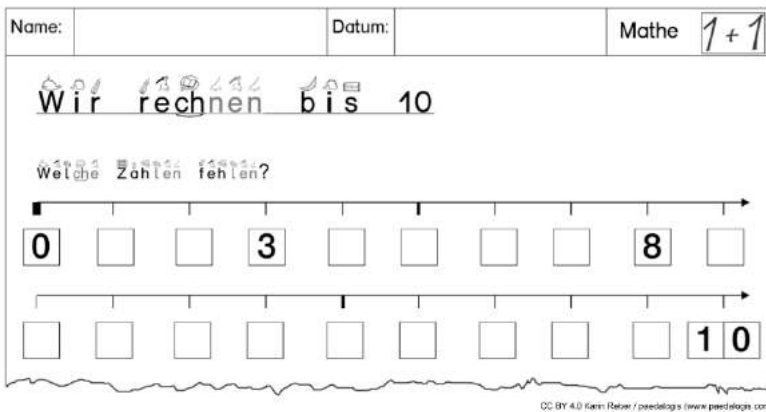 Name: Datum: Mathe 1+1
Wir rechnen bis 10
Welche Zahlen fehlen?
0 3 8
10
CC BY 4.0 Karin Reber / paedalogis (www.paedalogis.com